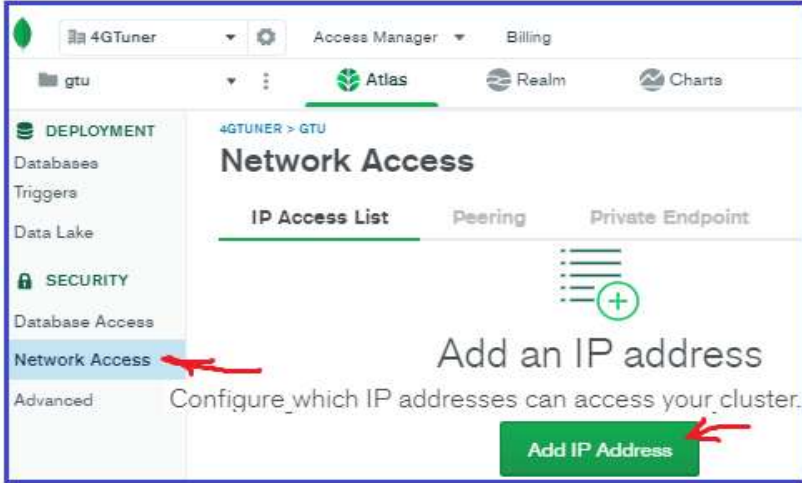 4GTuner Access Manager Billing
gtu Atlas Realm Charts
DEPLOYMENT
Databases
Triggers
Data Lake
SECURITY
Database Access
Network Access
Advanced
4GTUNER > GTU
Network Access
IP Access List Peering Private Endpoint
Add an IP address
Configure which IP addresses can access your cluster.
Add IP Address